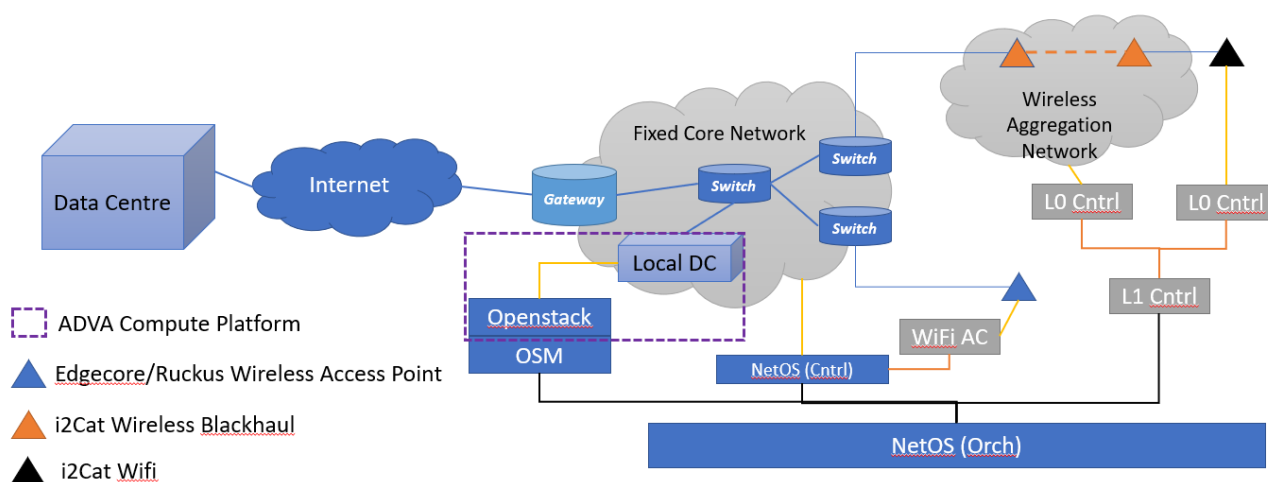 Data Centre
Internet
Gateway
Fixed Core Network
Switch
Switch
Switch
Local DC
Wireless
Aggregation
Network
L0 Cntrl
L0 Cntrl
L1 Cntrl
WiFi AC
Openstack
OSM
NetOS (Cntrl)
NetOS (Orch)
ADVA Compute Platform
Edgecore/Ruckus Wireless Access Point
i2Cat Wireless Blackhaul
i2Cat Wifi